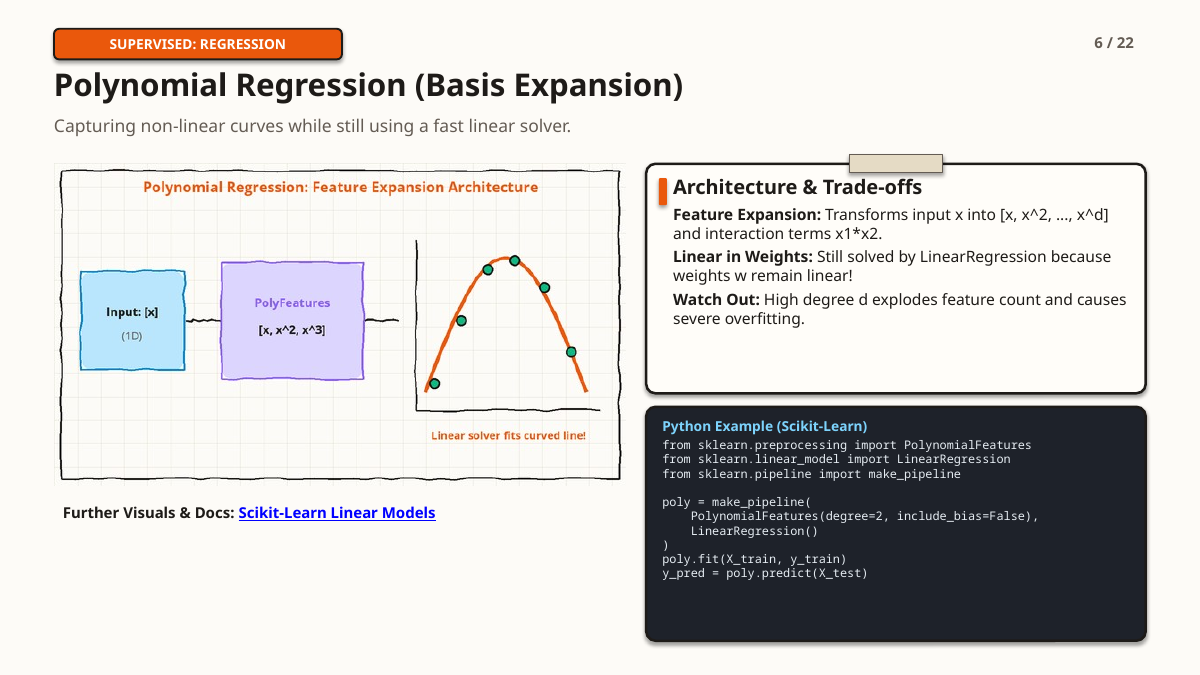 SUPERVISED: REGRESSION
6 / 22
Polynomial Regression (Basis Expansion)
Capturing non-linear curves while still using a fast linear solver.
Polynomial Regression: Feature Expansion Architecture
Input: [x]
(1D)
PolyFeatures
[x, x^2, x^3]
Linear solver fits curved line!
Further Visuals & Docs: Scikit-Learn Linear Models
Architecture & Trade-offs
Feature Expansion: Transforms input x into [x, x^2, ..., x^d]
and interaction terms x1*x2.
Linear in Weights: Still solved by LinearRegression because
weights w remain linear!
Watch Out: High degree d explodes feature count and causes
severe overfitting.
Python Example (Scikit-Learn)
from sklearn.preprocessing import PolynomialFeatures
from sklearn.linear_model import LinearRegression
from sklearn.pipeline import make_pipeline
poly = make_pipeline(
    PolynomialFeatures(degree=2, include_bias=False),
    LinearRegression()
)
poly.fit(X_train, y_train)
y_pred = poly.predict(X_test)